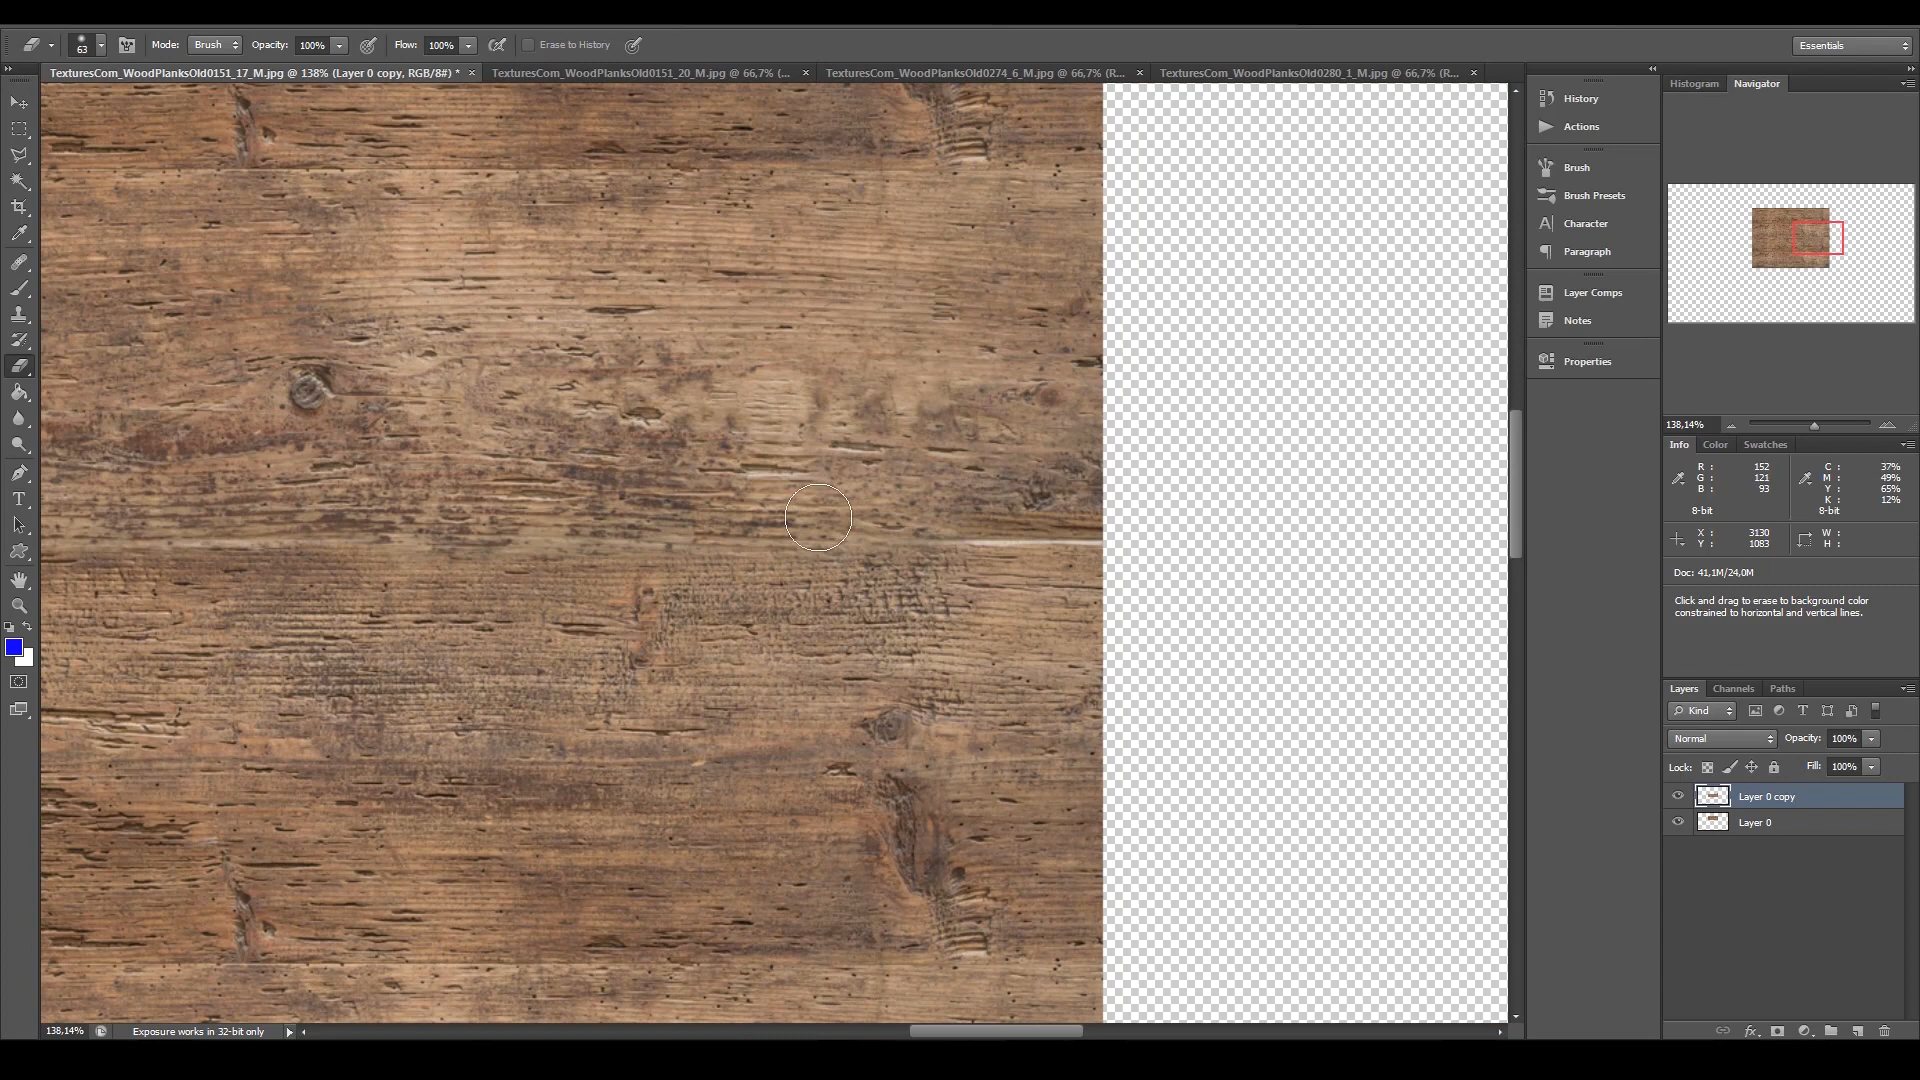 63 Mode: Brush Opacity: 100% Flow: 100% Erase to History Essentials
TexturesCom_WoodPlanksOld0151_17_M.jpg @ 138% (Layer 0 copy, RGB/8#) * × TexturesCom_WoodPlanksOld0151_20_M.jpg @ 66,7% (... × TexturesCom_WoodPlanksOld0274_6_M.jpg @ 66,7% (R... × TexturesCom_WoodPlanksOld0280_1_M.jpg @ 66,7% (R... ×
History
Actions
Brush
Brush Presets
Character
Paragraph
Layer Comps
Notes
Properties
Histogram Navigator
138,14%
Info Color Swatches
R : 152 C : 37%
G : 121 M : 49%
B : 93 Y : 65%
K : 12%
8-bit 8-bit
X : 3130 W :
Y : 1083 H :
Doc: 41,1M/24,0M
Click and drag to erase to background color
constrained to horizontal and vertical lines.
Layers Channels Paths
Kind
Normal Opacity: 100%
Lock: Fill: 100%
Layer 0 copy
Layer 0
138,14% Exposure works in 32-bit only